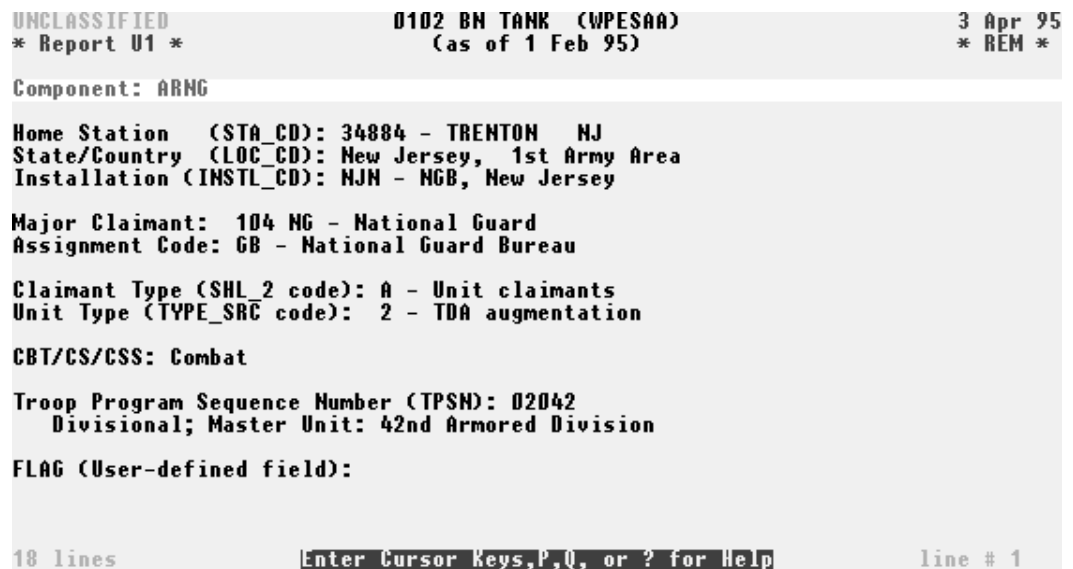 UNCLASSIFIED 0102 BN TANK (WPESAA) 3 Apr 95
* Report U1 * (as of 1 Feb 95) * REM *
Component: ARNG
Home Station (STA_CD): 34884 - TRENTON NJ
State/Country (LOC_CD): New Jersey, 1st Army Area
Installation (INSTL_CD): NJN - NGB, New Jersey
Major Claimant: 104 NG - National Guard
Assignment Code: GB - National Guard Bureau
Claimant Type (SHL_2 code): A - Unit claimants
Unit Type (TYPE_SRC code): 2 - TDA augmentation
CBT/CS/CSS: Combat
Troop Program Sequence Number (TPSN): 02042
Divisional; Master Unit: 42nd Armored Division
FLAG (User-defined field):
18 lines Enter Cursor Keys,P,Q, or ? for Help line # 1